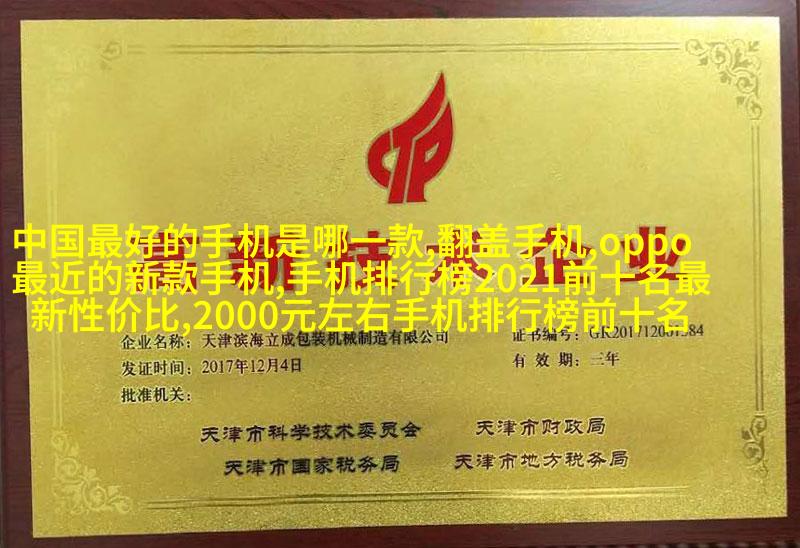 中国最好的手机是哪一款,翻盖手机,oppo
最近的新款手机,手机排行榜2021前十名最
新性价比,2000元左右手机排行榜前十名
企业名称：天津滨海立成包装机械制造有限公司
证书编号：GR201712001384
发证时间：2017年12月4日
有效期：三年
批准机关：
天津市科学技术委员会
天津市财政局
天津市国家税务局
天津市地方税务局